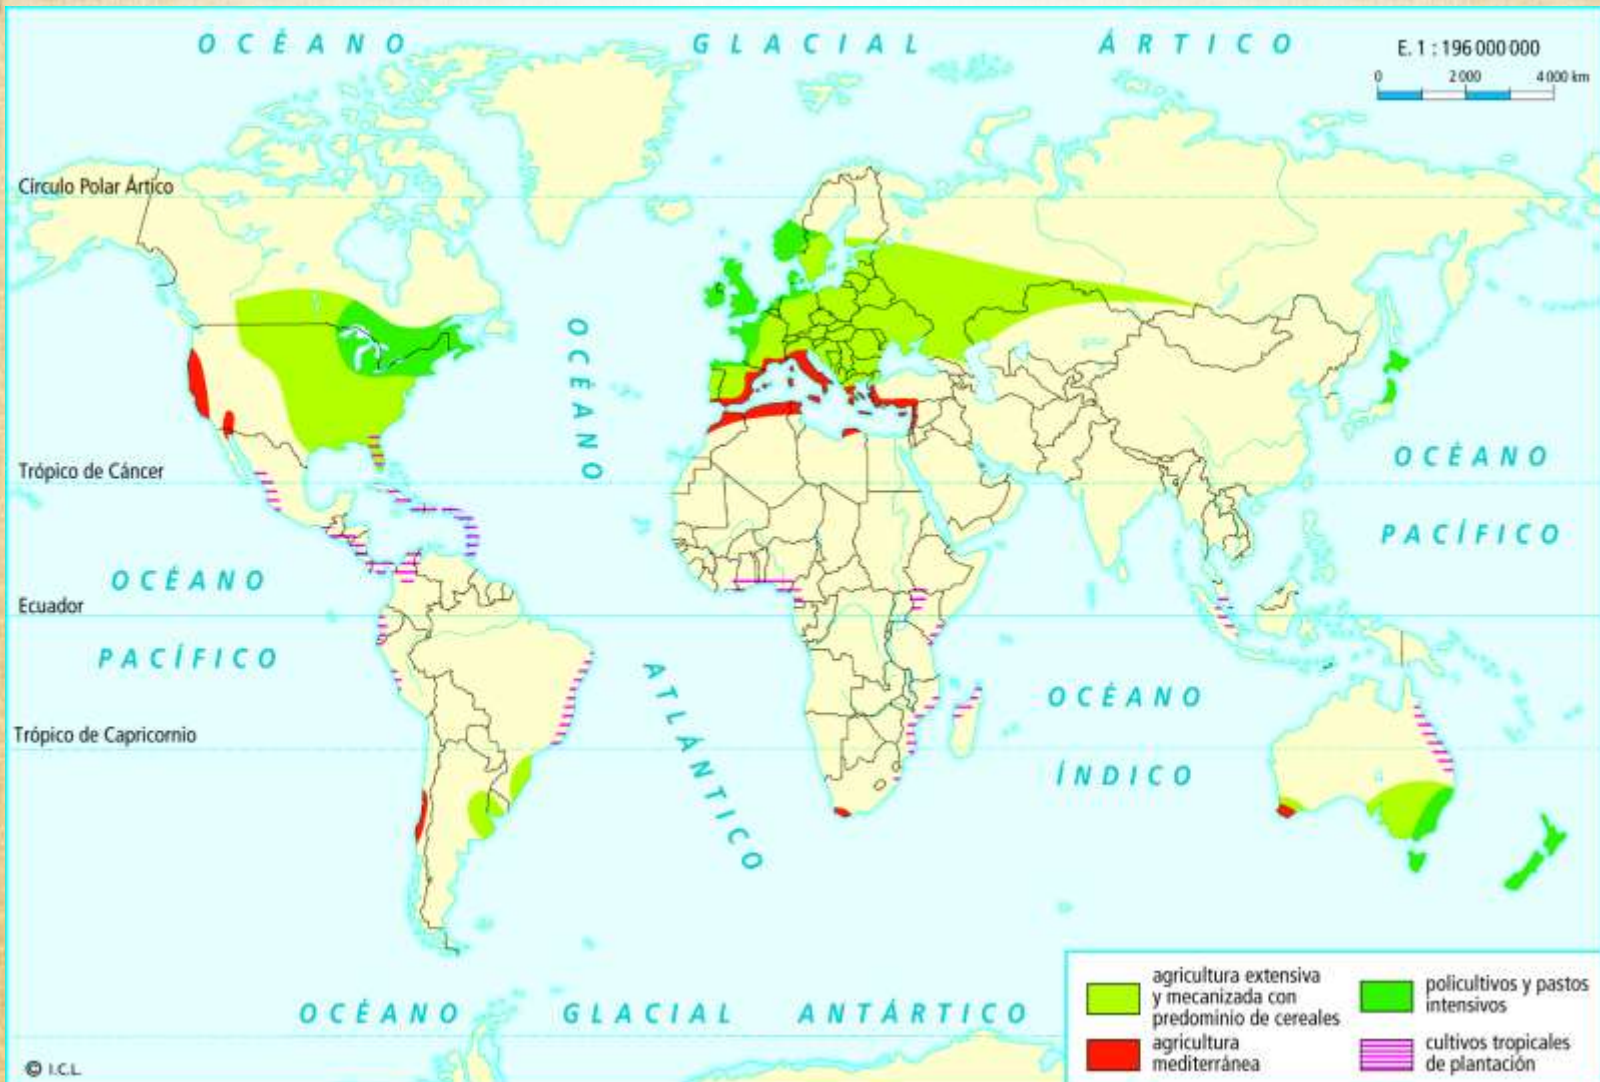 OCÉANO GLACIAL ÁRTICO
E. 1 : 196 000 000
0 2 000 4 000 km
Círculo Polar Ártico
OCÉANO
ATLÁNTICO
Trópico de Cáncer
OCÉANO
PACÍFICO
OCÉANO
Ecuador
PACÍFICO
OCÉANO
ÍNDICO
Trópico de Capricornio
OCÉANO GLACIAL ANTÁRTICO
agricultura extensiva
y mecanizada con
predominio de cereales
agricultura
mediterránea
policultivos y pastos
intensivos
cultivos tropicales
de plantación
© I.C.L.